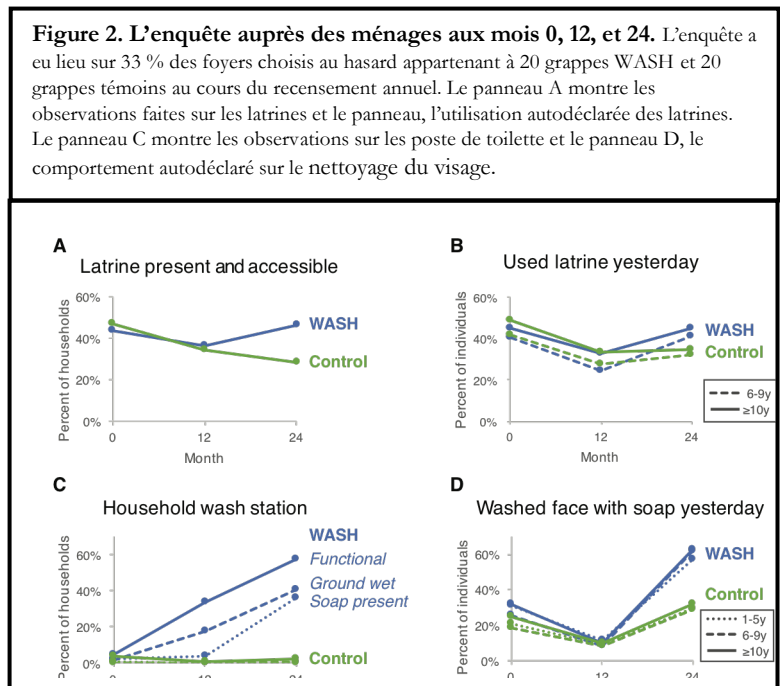 Figure 2. L'enquête auprès des ménages aux mois 0, 12, et 24. L'enquête a
eu lieu sur 33 % des foyers choisis au hasard appartenant à 20 grappes WASH et 20
grappes témoins au cours du recensement annuel. Le panneau A montre les
observations faites sur les latrines et le panneau, l'utilisation autodéclarée des latrines.
Le panneau C montre les observations sur les poste de toilette et le panneau D, le
comportement autodéclaré sur le nettoyage du visage.
A
Latrine present and accessible
Percent of households
60%
40%
20%
0%
0
12
24
Month
WASH
Control
B
Used latrine yesterday
Percent of individuals
60%
40%
20%
0%
0
12
24
Month
WASH
Control
6-9y
≥10y
C
Household wash station
Percent of households
60%
40%
20%
0%
WASH
Functional
Ground wet
Soap present
Control
D
Washed face with soap yesterday
Percent of individuals
60%
40%
20%
0%
WASH
Control
1-5y
6-9y
≥10y